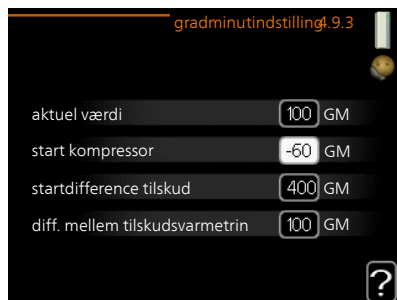 gradminutindstilling4.9.3
aktuel værdi 100 GM
start kompressor -60 GM
startdifference tilskud 400 GM
diff. mellem tilskudsvarmetrin 100 GM
?